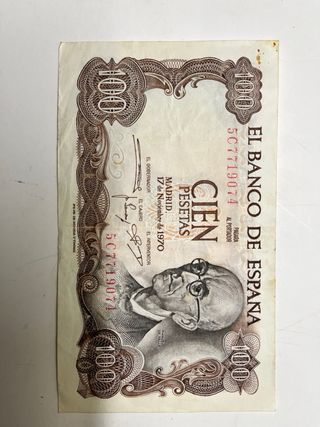 EL BANCO DE ESPAÑA
100
100
5C7719074
PAGARÁ
AL PORTADOR
CIEN
PESETAS
MADRID
17 de Noviembre de 1970
EL GOBERNADOR
EL CAJERO
EL INTERVENTOR
5C7719074
100
100